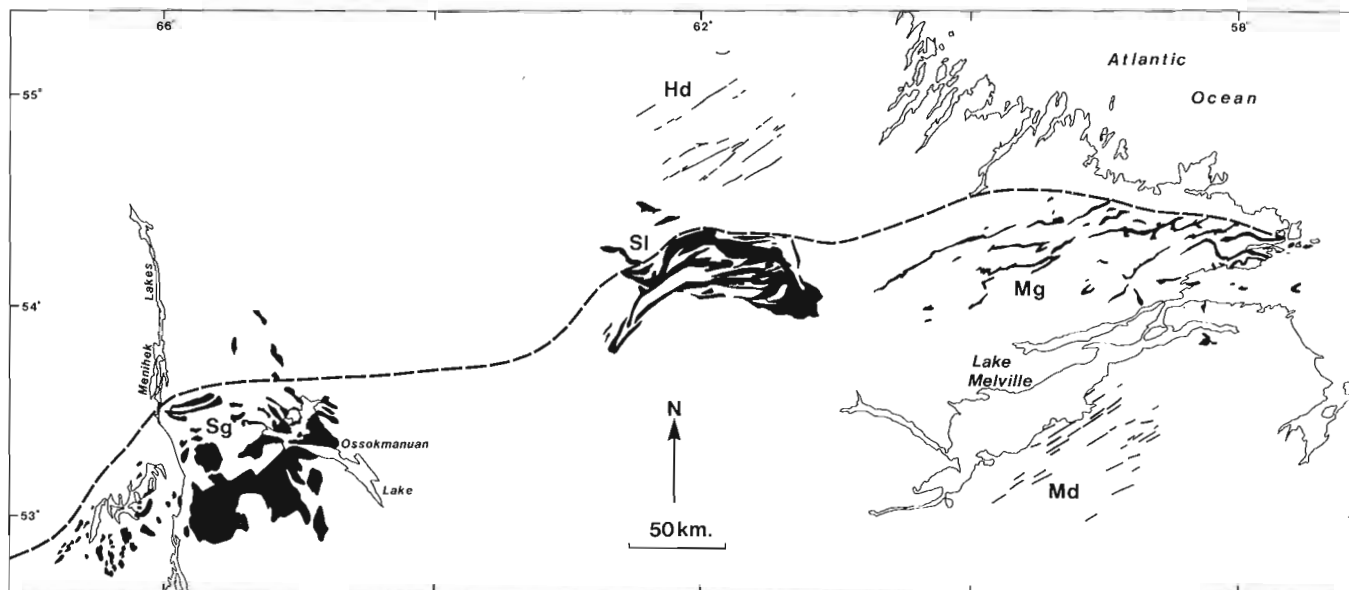 66°
62°
58°
55°
54°
53°
Atlantic
Ocean
Hd
Sl
Mg
Lakes
Menihek
Lake
Melville
Sg
Ossokmanuan
Lake
N
50 km.
Md